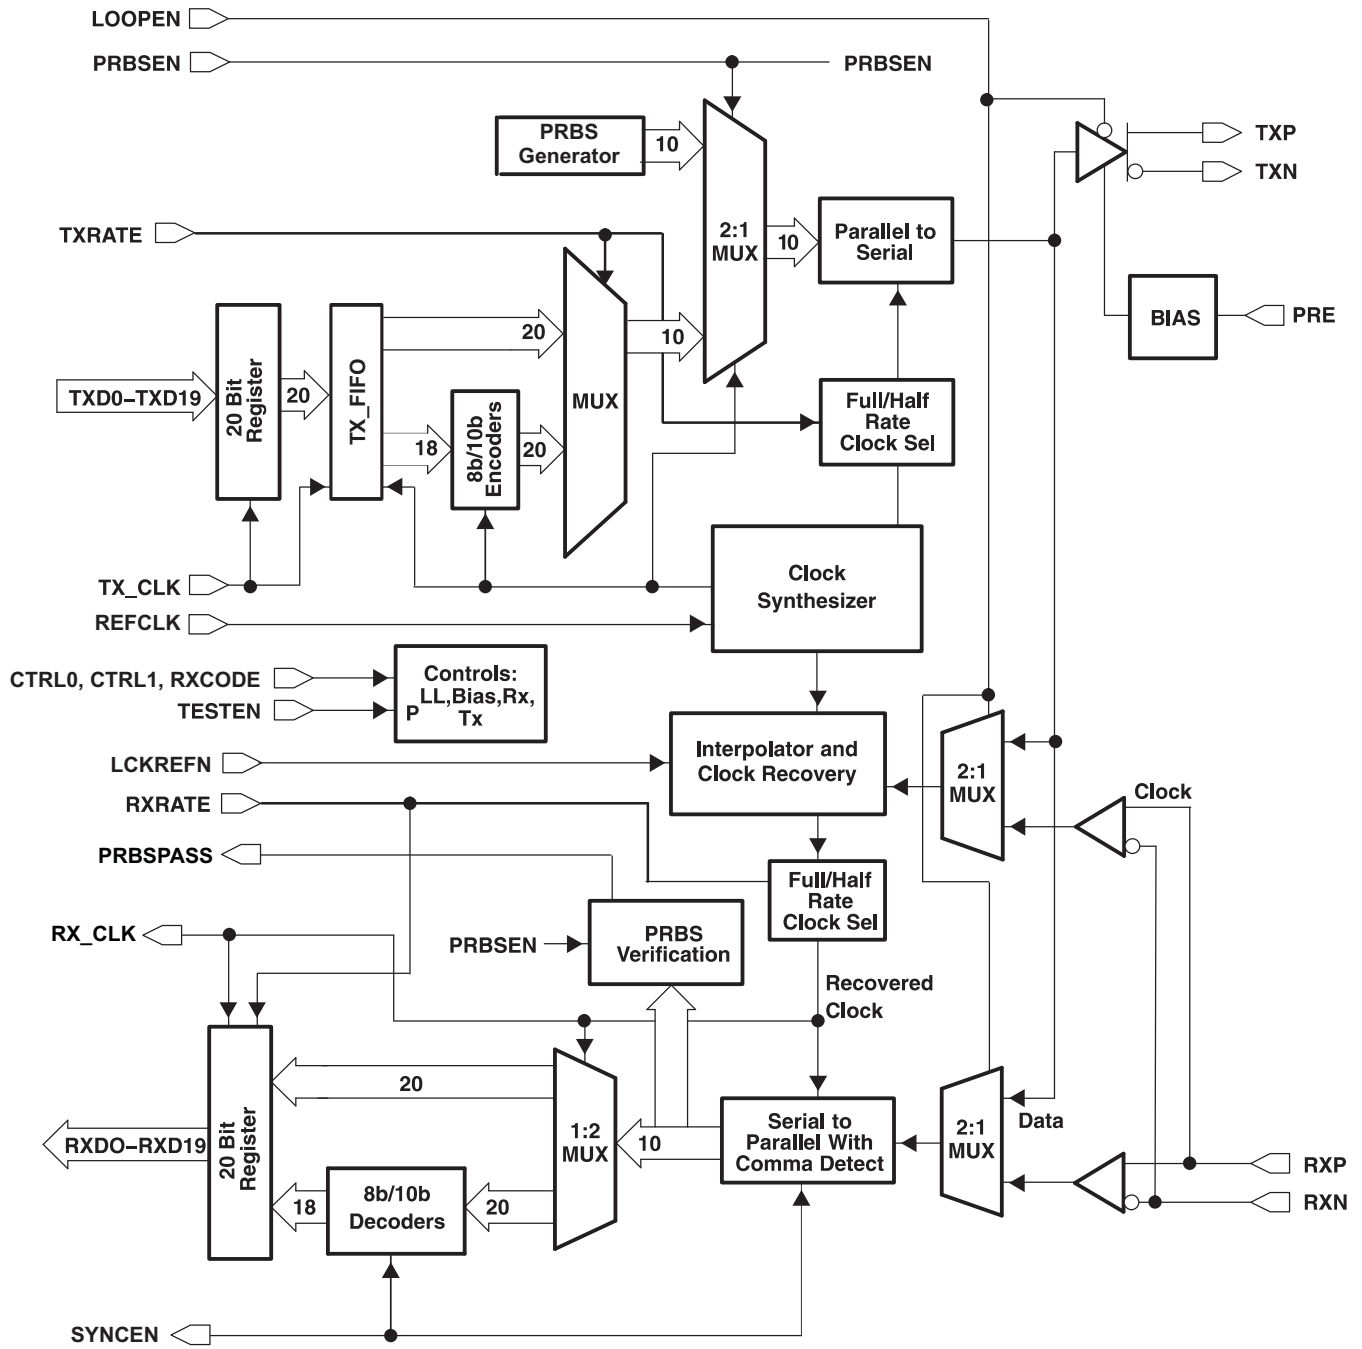 LOOPEN
PRBSEN
PRBSEN
PRBS
Generator
10
TXP
TXN
TXRATE
2:1
MUX
10
Parallel to
Serial
BIAS
PRE
TXD0–TXD19
20 Bit
Register
20
TX_FIFO
20
18
8b/10b
Encoders
20
MUX
10
Full/Half
Rate
Clock Sel
TX_CLK
REFCLK
Clock
Synthesizer
CTRL0, CTRL1, RXCODE
TESTEN
Controls:
LL,Bias,Rx,
P
Tx
LCKREFN
Interpolator and
Clock Recovery
2:1
MUX
Clock
RXRATE
PRBSPASS
Full/Half
Rate
Clock Sel
RX_CLK
PRBSEN
PRBS
Verification
Recovered
Clock
20 Bit
Register
20
RXDO–RXD19
1:2
MUX
10
Serial to
Parallel With
Comma Detect
2:1
MUX
Data
18
8b/10b
Decoders
20
RXP
RXN
SYNCEN